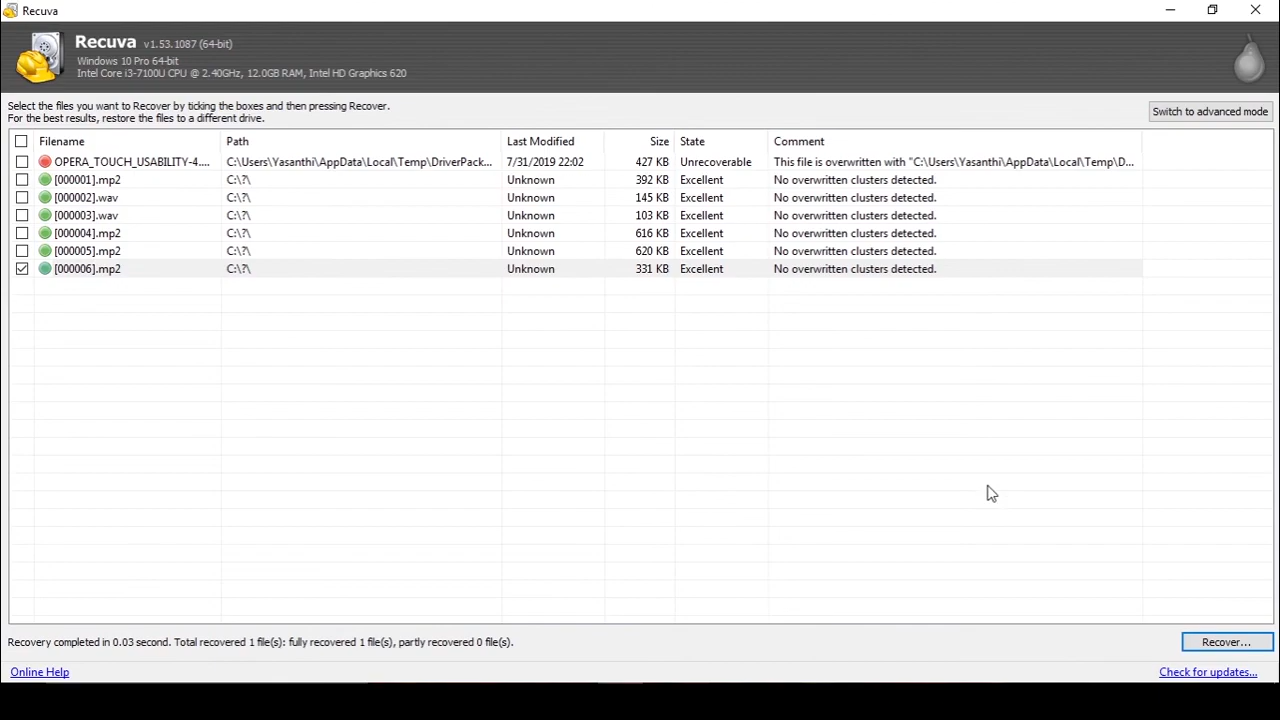 Recuva
Recuva v1.53.1087 (64-bit)
Windows 10 Pro 64-bit
Intel Core i3-7100U CPU @ 2.40GHz, 12.0GB RAM, Intel HD Graphics 620
Select the files you want to Recover by ticking the boxes and then pressing Recover.
For the best results, restore the files to a different drive.
Switch to advanced mode
Filename Path Last Modified Size State Comment
OPERA_TOUCH_USABILITY-4.... C:\Users\Yasanthi\AppData\Local\Temp\DriverPack... 7/31/2019 22:02 427 KB Unrecoverable This file is overwritten with "C:\Users\Yasanthi\AppData\Local\Temp\D...
[000001].mp2 C:\?\ Unknown 392 KB Excellent No overwritten clusters detected.
[000002].wav C:\?\ Unknown 145 KB Excellent No overwritten clusters detected.
[000003].wav C:\?\ Unknown 103 KB Excellent No overwritten clusters detected.
[000004].mp2 C:\?\ Unknown 616 KB Excellent No overwritten clusters detected.
[000005].mp2 C:\?\ Unknown 620 KB Excellent No overwritten clusters detected.
[000006].mp2 C:\?\ Unknown 331 KB Excellent No overwritten clusters detected.
Recovery completed in 0.03 second. Total recovered 1 file(s): fully recovered 1 file(s), partly recovered 0 file(s).
Recover...
Online Help
Check for updates...